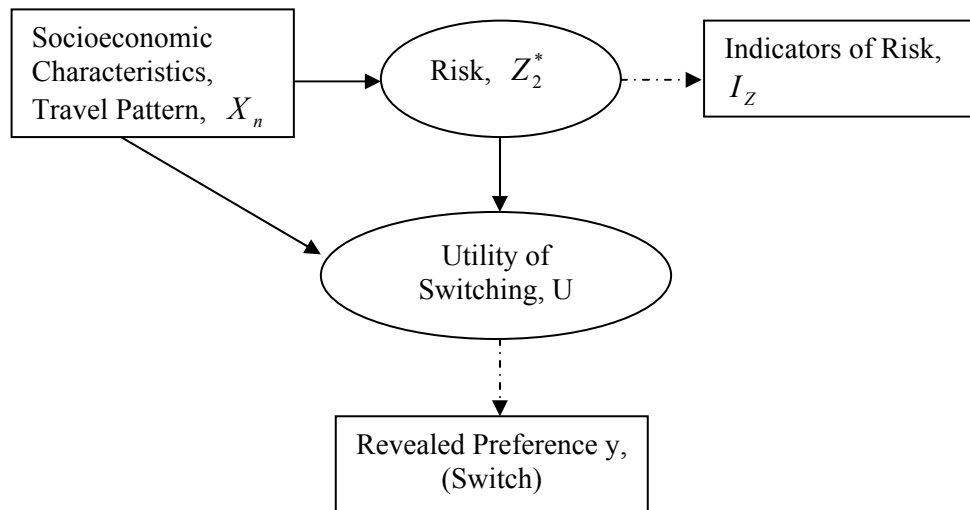 Socioeconomic
Characteristics,
Travel Pattern, X_n
Risk, Z_2^*
Indicators of Risk,
I_Z
Utility of
Switching, U
Revealed Preference y,
(Switch)